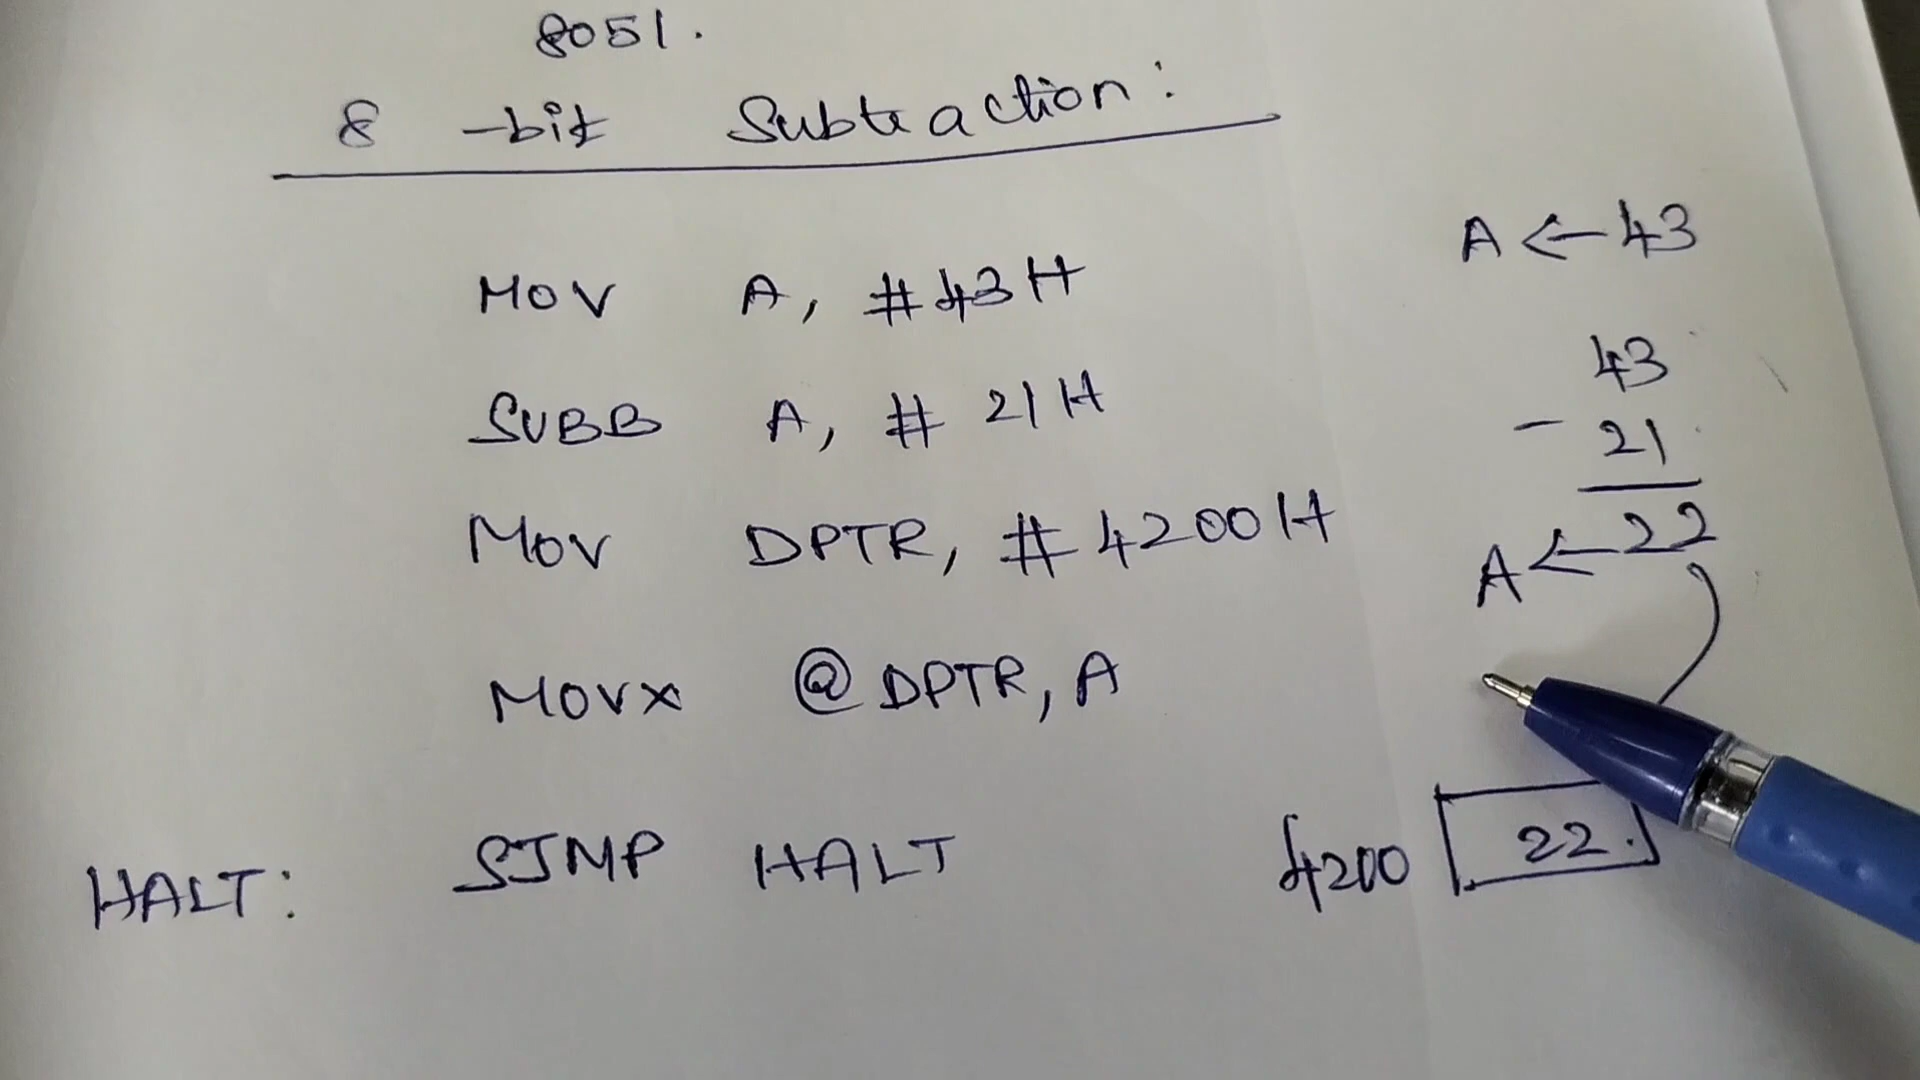 8051.
8 -bit Subtraction:
MOV A, #43H
SUBB A, # 21H
MOV DPTR, #4200H
MOVX @DPTR, A
HALT: SJMP HALT
A ← 43
43
- 21
A ← 22
4200 22.